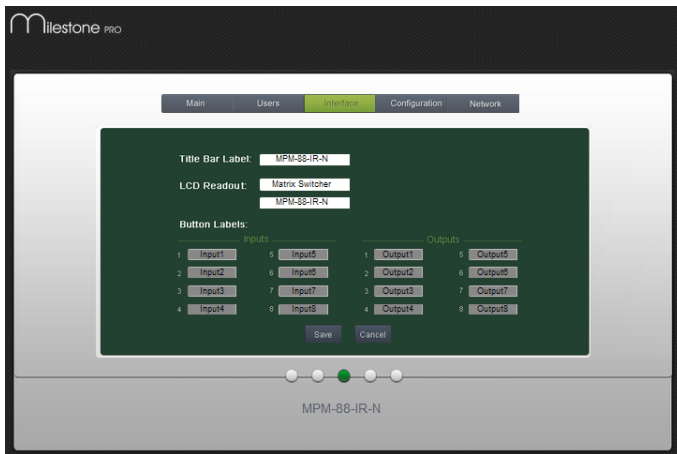 Milestone PRO
Main Users Interface Configuration Network
Title Bar Label: MPM-88-IR-N
LCD Readout: Matrix Switcher
MPM-88-IR-N
Button Labels:
Inputs Outputs
1 Input1 5 Input5 1 Output1 5 Output5
2 Input2 6 Input6 2 Output2 6 Output6
3 Input3 7 Input7 3 Output3 7 Output7
4 Input4 8 Input8 4 Output4 8 Output8
Save Cancel
MPM-88-IR-N